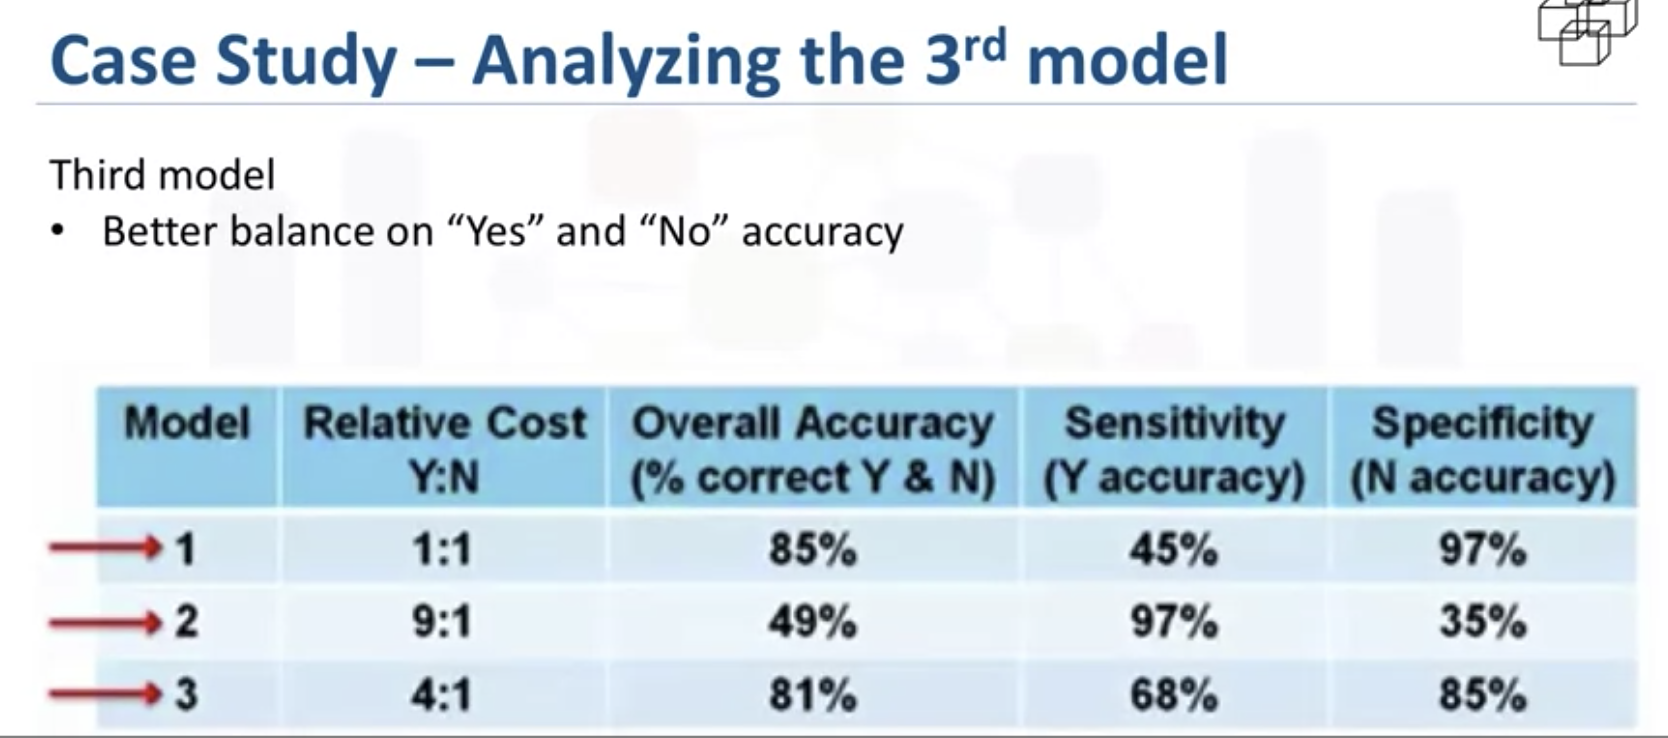 Case Study – Analyzing the 3rd model
Third model
• Better balance on “Yes” and “No” accuracy
Model Relative Cost Overall Accuracy Sensitivity Specificity
Y:N (% correct Y & N) (Y accuracy) (N accuracy)
1 1:1 85% 45% 97%
2 9:1 49% 97% 35%
3 4:1 81% 68% 85%